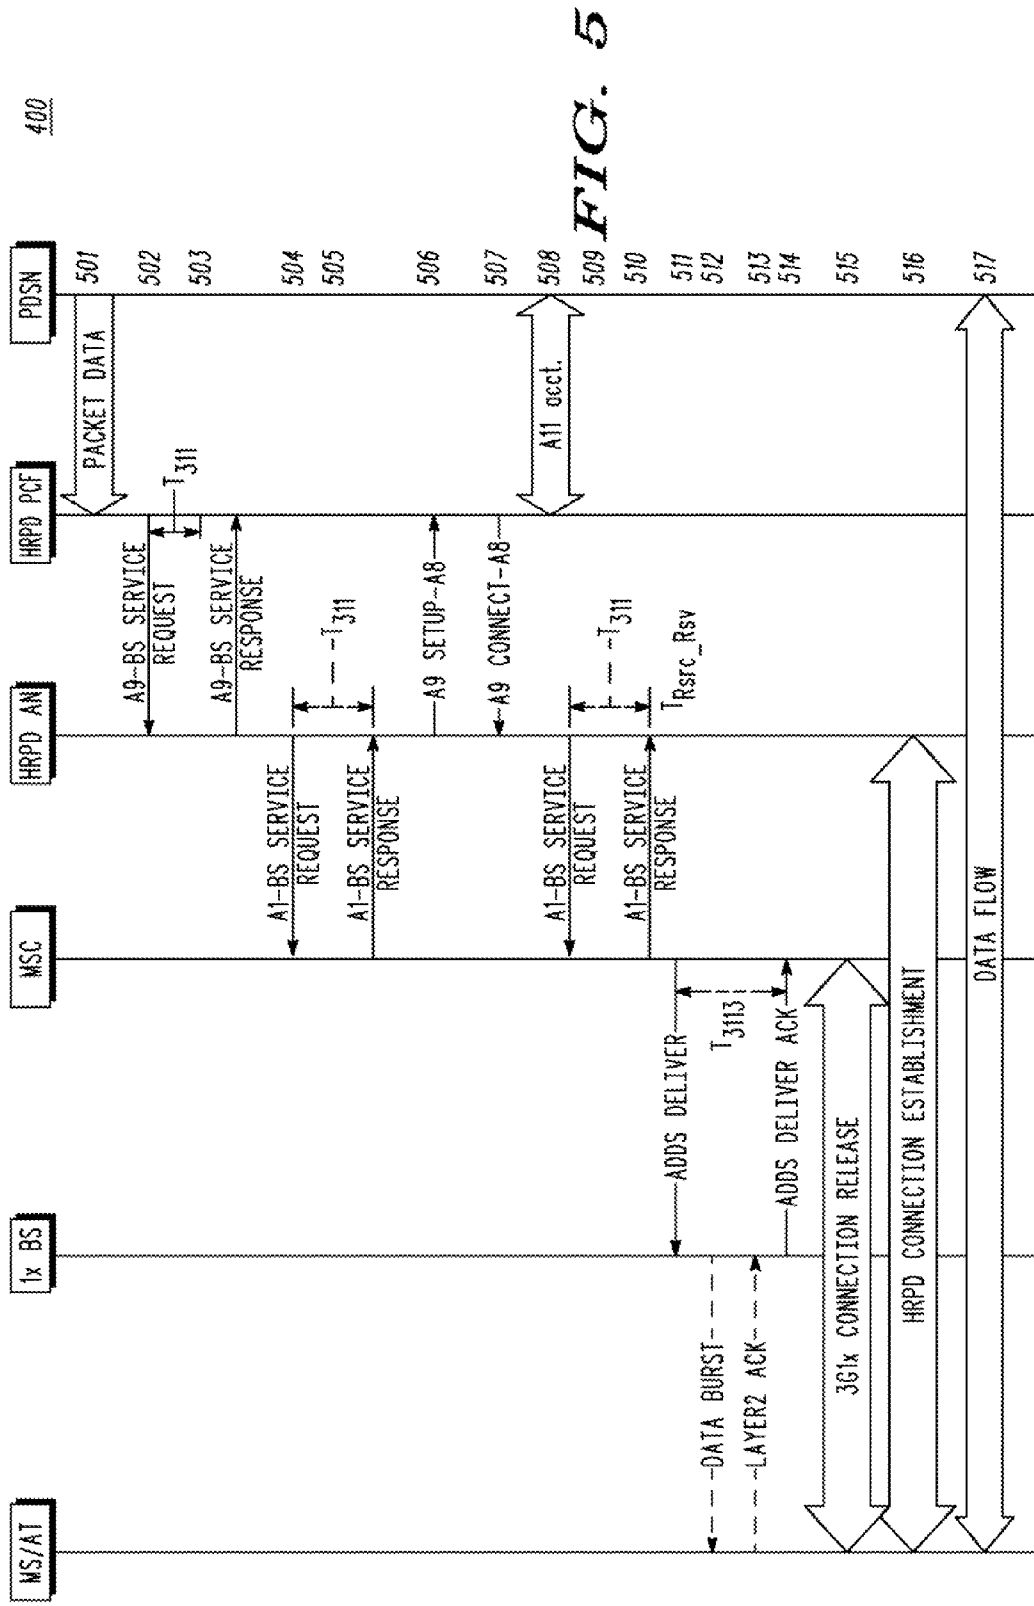 400
MS/AT
1x BS
MSC
HRPD AN
HRPD PCF
PDSN
PACKET DATA
501
A9-BS SERVICE
REQUEST
T311
502
503
A9-BS SERVICE
RESPONSE
A1-BS SERVICE
REQUEST
504
T311
505
A1-BS SERVICE
RESPONSE
A9 SETUP-A8
506
A9 CONNECT-A8
507
A11 acct.
508
A1-BS SERVICE
REQUEST
509
T311
A1-BS SERVICE
RESPONSE
510
TRsrc_Rsv
ADDS DELIVER
511
T3113
DATA BURST
512
LAYER2 ACK
513
ADDS DELIVER ACK
514
3G1x CONNECTION RELEASE
515
HRPD CONNECTION ESTABLISHMENT
516
DATA FLOW
517
FIG. 5